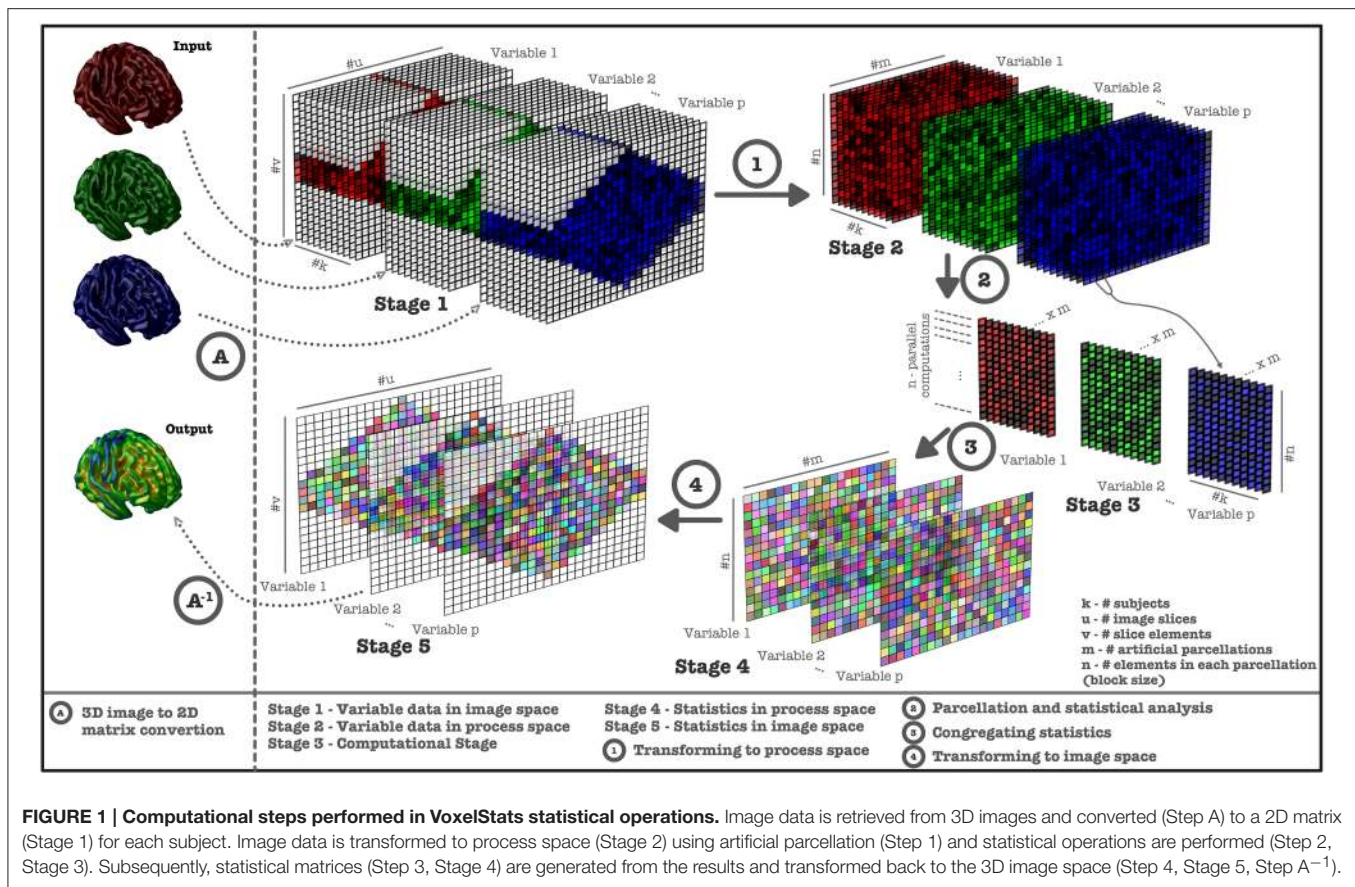 Input
#u
Variable 1
Variable 2
...
Variable p
#v
#k
Stage 1
1
#m
Variable 1
Variable 2
...
Variable p
#n
#k
Stage 2
2
A
n - parallel
computations
...
... x m
... x m
... x m
#n
#k
Variable 1
Variable 2
...
Variable p
Stage 3
3
Output
#u
#v
Variable 1
Variable 2
...
Variable p
Stage 5
A-1
4
#m
#n
Variable 1
Variable 2
...
Variable p
Stage 4
k - # subjects
u - # image slices
v - # slice elements
m - # artificial parcellations
n - # elements in each parcellation
(block size)
A 3D image to 2D
matrix convertion
Stage 1 - Variable data in image space
Stage 2 - Variable data in process space
Stage 3 - Computational Stage
Stage 4 - Statistics in process space
Stage 5 - Statistics in image space
1 Transforming to process space
2 Parcellation and statistical analysis
3 Congregating statistics
4 Transforming to image space
FIGURE 1 | Computational steps performed in VoxelStats statistical operations. Image data is retrieved from 3D images and converted (Step A) to a 2D matrix
(Stage 1) for each subject. Image data is transformed to process space (Stage 2) using artificial parcellation (Step 1) and statistical operations are performed (Step 2,
Stage 3). Subsequently, statistical matrices (Step 3, Stage 4) are generated from the results and transformed back to the 3D image space (Step 4, Stage 5, Step A−1).